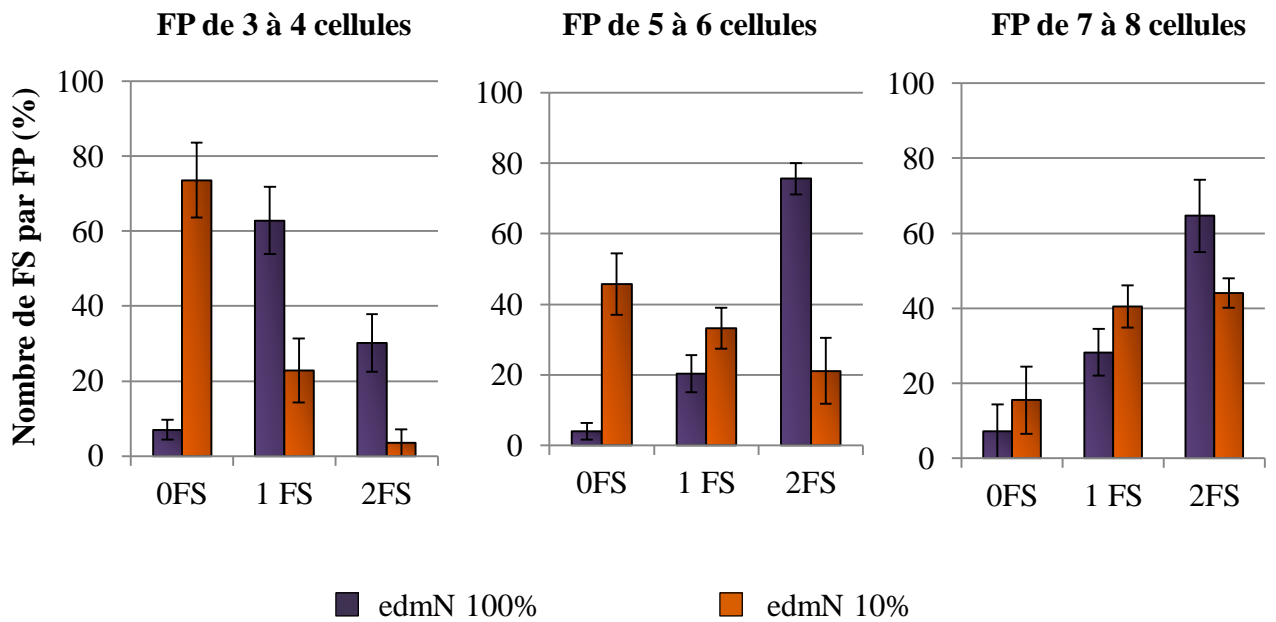 FP de 3 à 4 cellules
FP de 5 à 6 cellules
FP de 7 à 8 cellules
Nombre de FS par FP (%)
100
80
60
40
20
0
0FS 1 FS 2FS
100
80
60
40
20
0
0FS 1 FS 2FS
100
80
60
40
20
0
0FS 1 FS 2FS
edmN 100% edmN 10%